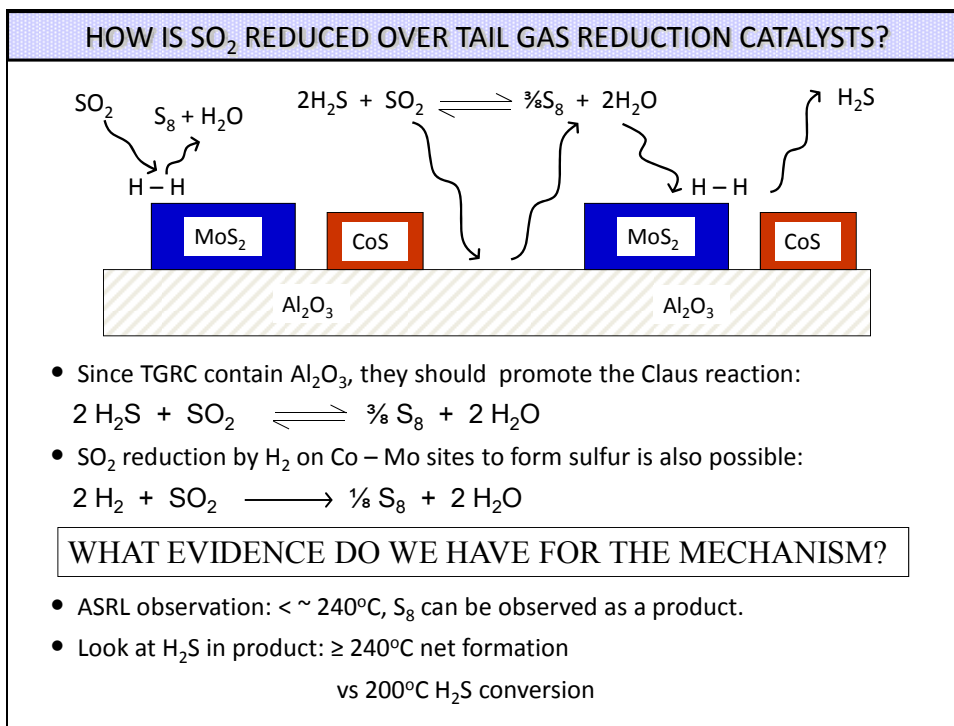 HOW IS SO₂ REDUCED OVER TAIL GAS REDUCTION CATALYSTS?
SO₂
S₈ + H₂O
2H₂S + SO₂ ⇌ ⅜S₈ + 2H₂O
H₂S
H – H
H – H
MoS₂
CoS
MoS₂
CoS
Al₂O₃
Al₂O₃
• Since TGRC contain Al₂O₃, they should promote the Claus reaction:
2 H₂S + SO₂ ⇌ ⅜ S₈ + 2 H₂O
• SO₂ reduction by H₂ on Co – Mo sites to form sulfur is also possible:
2 H₂ + SO₂ ⟶ ⅛ S₈ + 2 H₂O
WHAT EVIDENCE DO WE HAVE FOR THE MECHANISM?
• ASRL observation: < ~ 240°C, S₈ can be observed as a product.
• Look at H₂S in product: ≥ 240°C net formation
vs 200°C H₂S conversion